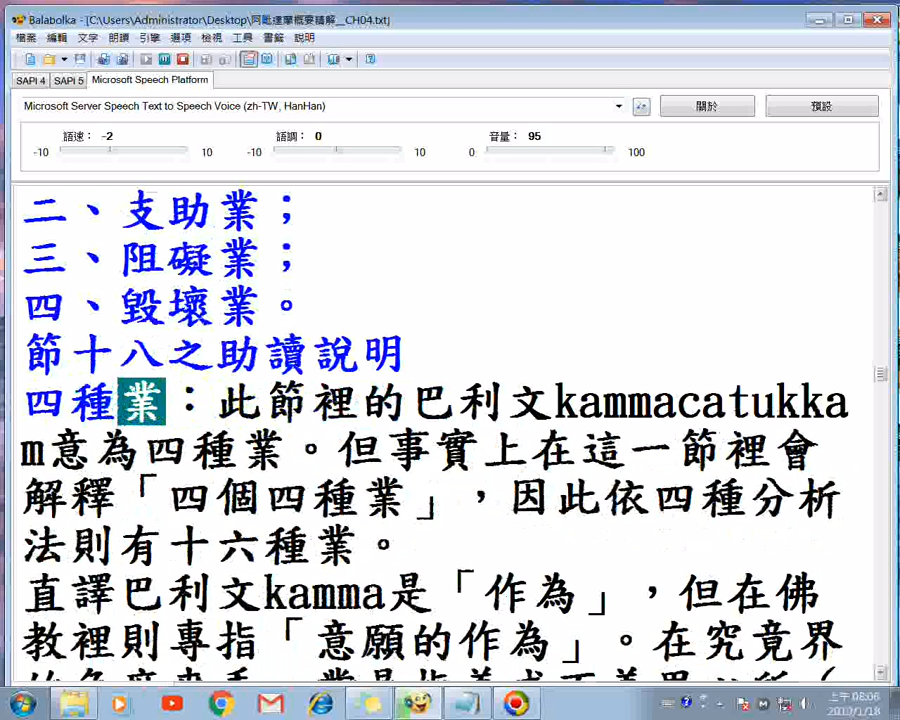 Balabolka - [C:\Users\Administrator\Desktop\阿毗達摩概要精解__CH04.txt]
檔案 編輯 文字 朗讀 引擎 選項 檢視 工具 書籤 說明
SAPI 4 SAPI 5 Microsoft Speech Platform
Microsoft Server Speech Text to Speech Voice (zh-TW, HanHan) 關於 預設
語速： -2 語調： 0 音量： 95
-10 10 -10 10 0 100
二、支助業；
三、阻礙業；
四、毀壞業。
節十八之助讀說明
四種業：此節裡的巴利文kammacatukka
m意為四種業。但事實上在這一節裡會
解釋「四個四種業」，因此依四種分析
法則有十六種業。
直譯巴利文kamma是「作為」，但在佛
教裡則專指「意願的作為」。在究竟界
上午 08:06